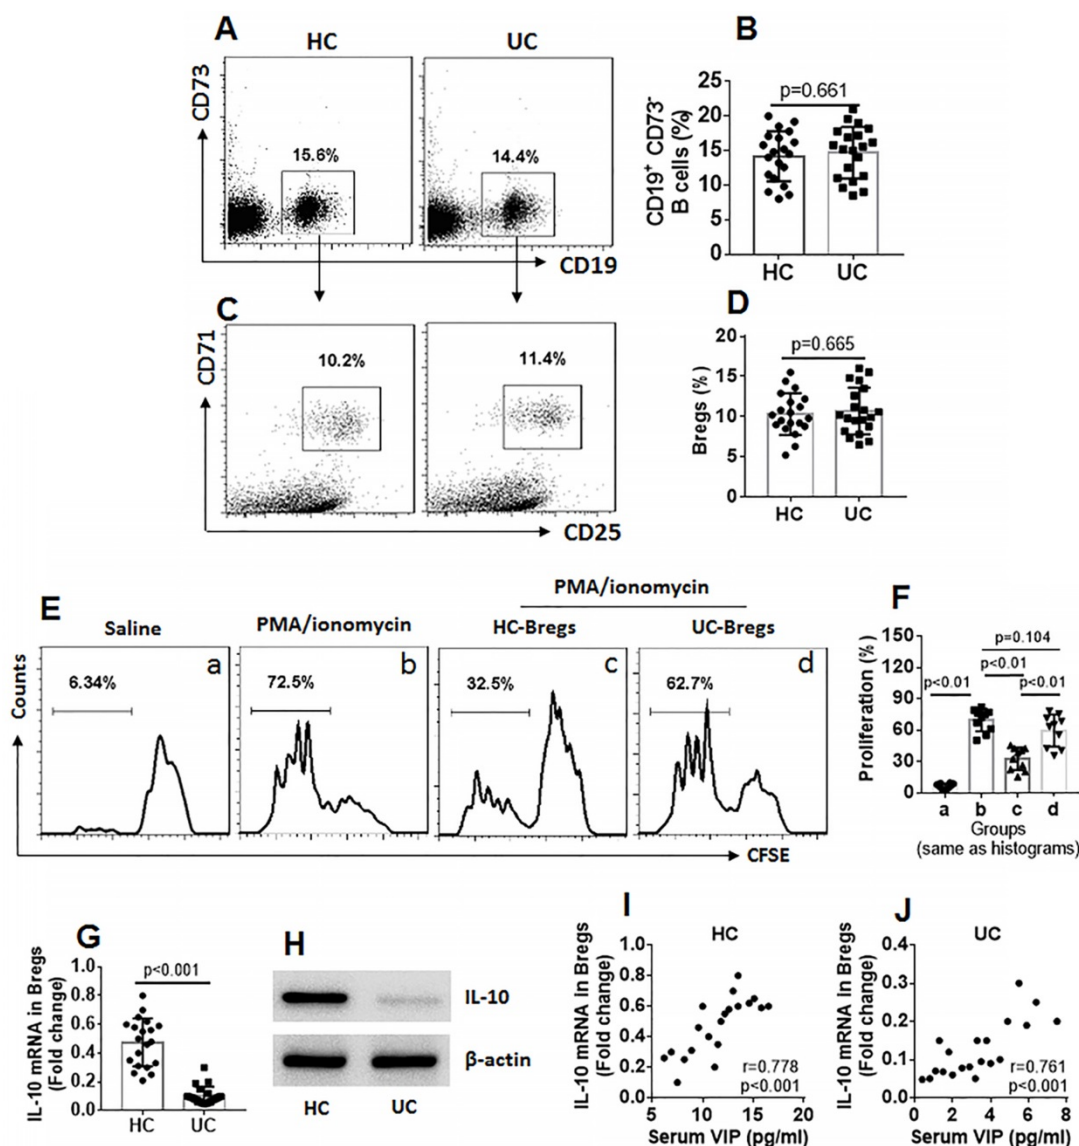 A
HC
UC
CD73
15.6%
14.4%
CD19
B
p=0.661
CD19⁺ CD73⁻
B cells (%)
25
20
15
10
5
0
HC
UC
C
CD71
10.2%
11.4%
CD25
D
p=0.665
Bregs (%)
20
15
10
5
0
HC
UC
E
PMA/ionomycin
Saline
PMA/ionomycin
HC-Bregs
UC-Bregs
Counts
a
b
c
d
6.34%
72.5%
32.5%
62.7%
CFSE
F
Proliferation (%)
150
120
90
60
30
0
p=0.104
p<0.01
p<0.01
p<0.01
a
b
c
d
Groups
(same as histograms)
G
IL-10 mRNA in Bregs
(Fold change)
p<0.001
1.0
0.8
0.6
0.4
0.2
0.0
HC
UC
H
IL-10
β-actin
HC
UC
I
HC
IL-10 mRNA in Bregs
(Fold change)
1.0
0.8
0.6
0.4
0.2
0.0
r=0.778
p<0.001
5
10
15
20
Serum VIP (pg/ml)
J
UC
IL-10 mRNA in Bregs
(Fold change)
0.4
0.3
0.2
0.1
0.0
r=0.761
p<0.001
0
2
4
6
8
Serum VIP (pg/ml)